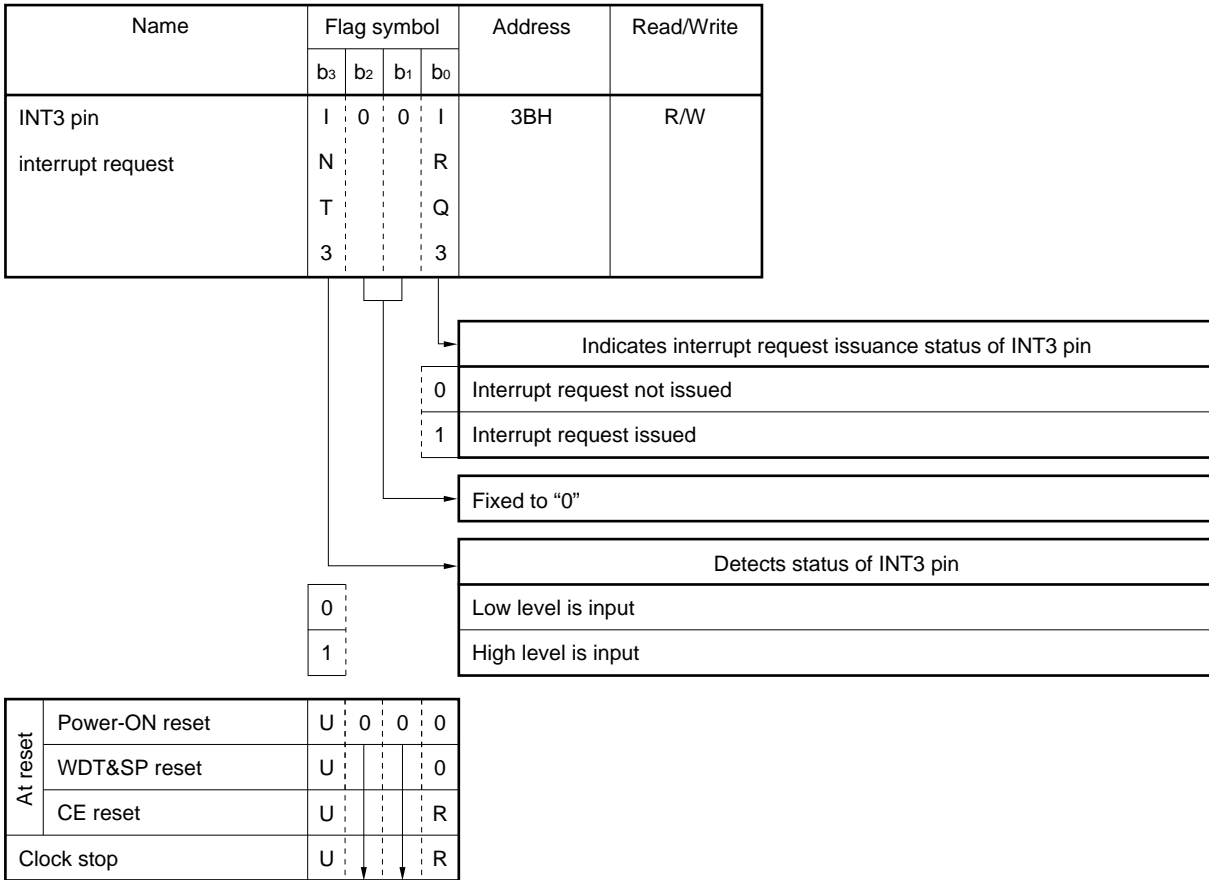 Name Flag symbol Address Read/Write
b3 b2 b1 b0
INT3 pin I 0 0 I 3BH R/W
interrupt request N R
T Q
3 3
Indicates interrupt request issuance status of INT3 pin
0 Interrupt request not issued
1 Interrupt request issued
Fixed to “0”
Detects status of INT3 pin
0 Low level is input
1 High level is input
At reset
Power-ON reset U 0 0 0
WDT&SP reset U 0
CE reset U R
Clock stop U R